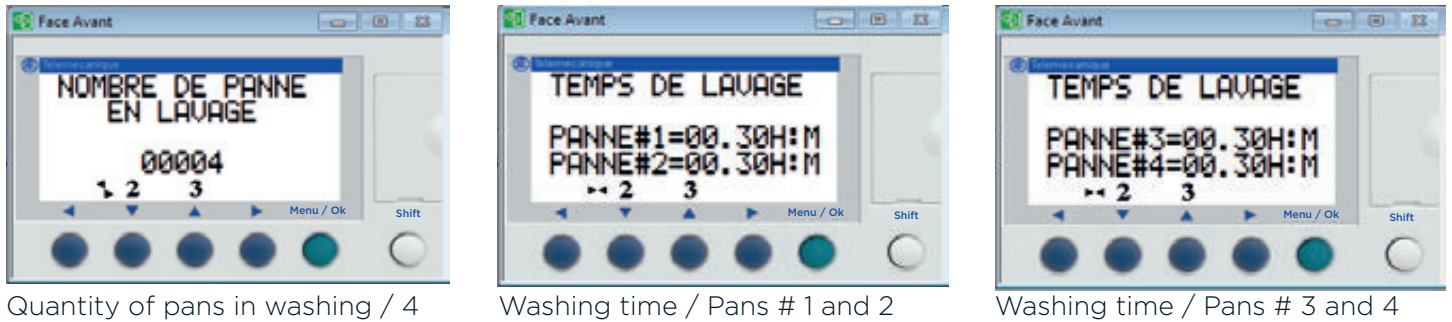 Face Avant
Telemecanique
NOMBRE DE PANNE
EN LAVAGE
00004
2 3
Menu / Ok
Shift
Quantity of pans in washing / 4
Face Avant
Telemecanique
TEMPS DE LAVAGE
PANNE#1=00.30H:M
PANNE#2=00.30H:M
2 3
Menu / Ok
Shift
Washing time / Pans # 1 and 2
Face Avant
Telemecanique
TEMPS DE LAVAGE
PANNE#3=00.30H:M
PANNE#4=00.30H:M
2 3
Menu / Ok
Shift
Washing time / Pans # 3 and 4